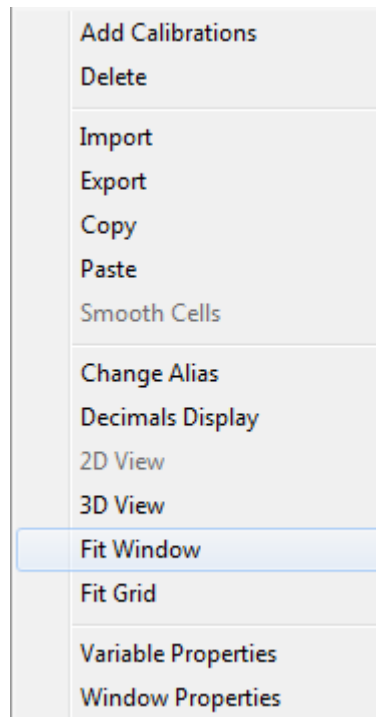 Add Calibrations
Delete
Import
Export
Copy
Paste
Smooth Cells
Change Alias
Decimals Display
2D View
3D View
Fit Window
Fit Grid
Variable Properties
Window Properties